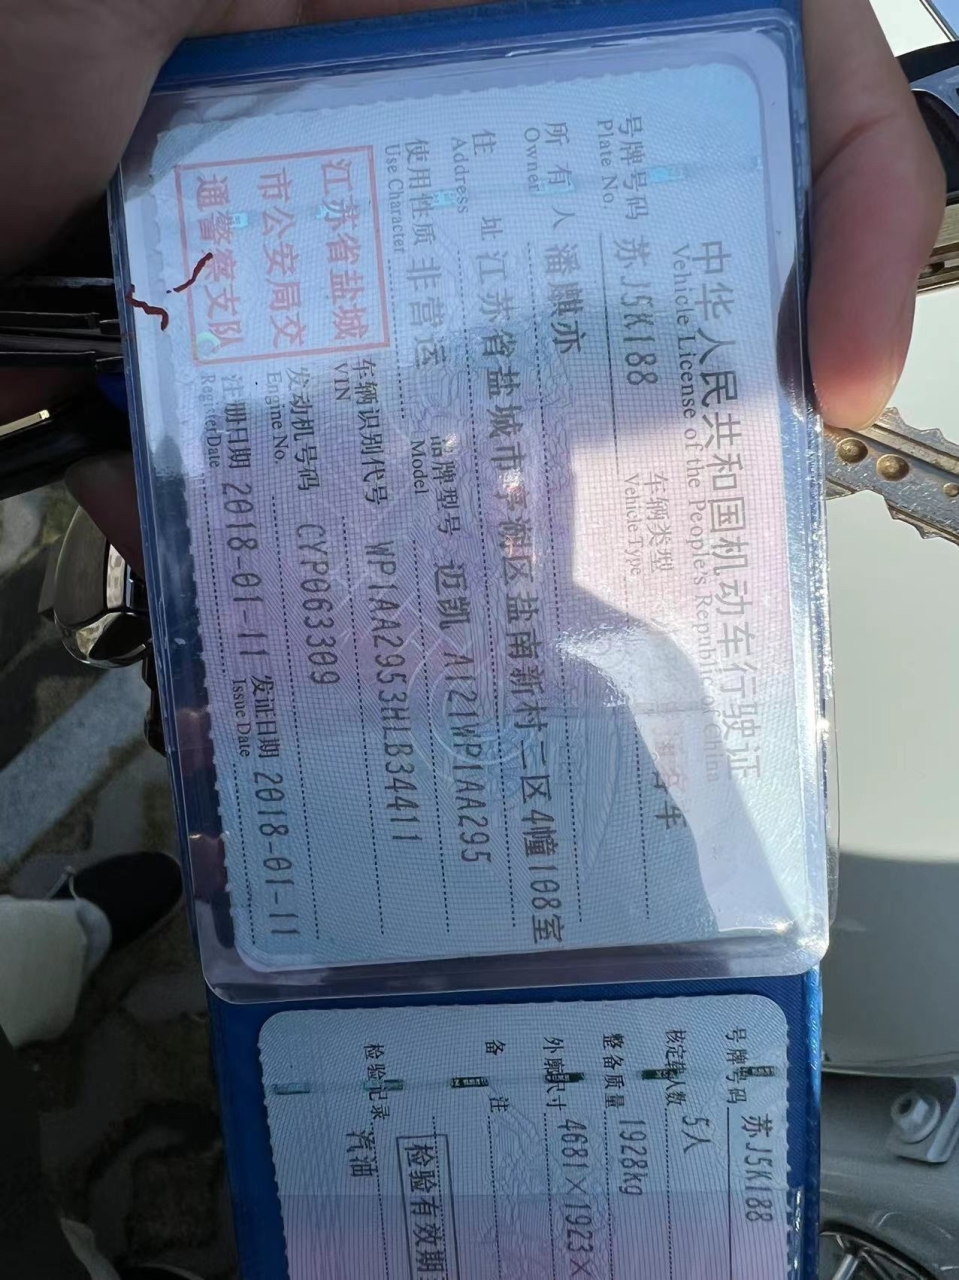 中华人民共和国机动车行驶证
Vehicle License of the People's Republic of China
号牌号码 苏J5K188 车辆类型
Plate No. Vehicle Type
所有人 潘麒亦
Owner
住址 江苏省盐城市亭湖区盐南新村三区4幢108室
Address
使用性质 非营运 品牌型号 迈凯 A121WP1AA295
Use Character Model
江苏省盐城
市公安局交
通警察支队
车辆识别代号 WP1AA2953HLB34411
VIN
发动机号码 CYP063309
Engine No.
注册日期 2018-01-11 发证日期 2018-01-11
Register Date Issue Date
号牌号码 苏J5K188
核定载人数 5人
整备质量 1928kg
外廓尺寸 4681×1923×
备注
检验有效期
检验记录 汽油